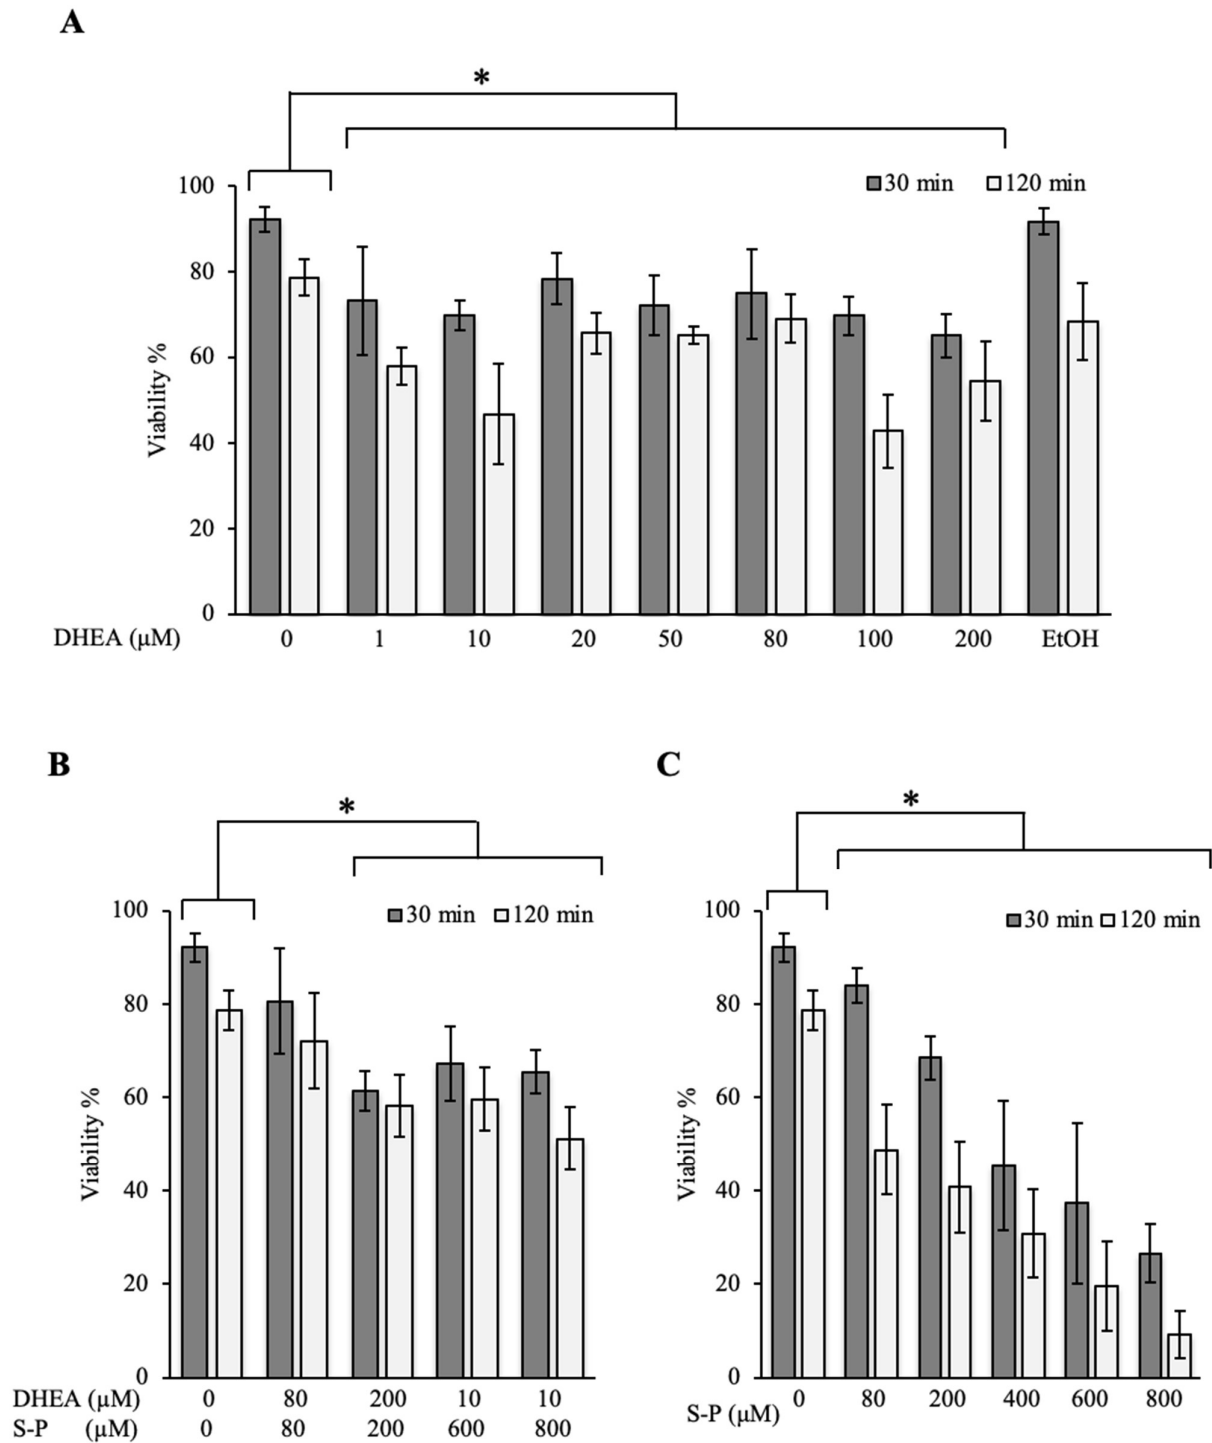 A
*
30 min 120 min
100
80
60
40
20
0
Viability %
DHEA (μM) 0 1 10 20 50 80 100 200 EtOH
B
*
30 min 120 min
100
80
60
40
20
0
Viability %
DHEA (μM) 0 80 200 10 10
S-P (μM) 0 80 200 600 800
C
*
30 min 120 min
100
80
60
40
20
0
Viability %
S-P (μM) 0 80 200 400 600 800